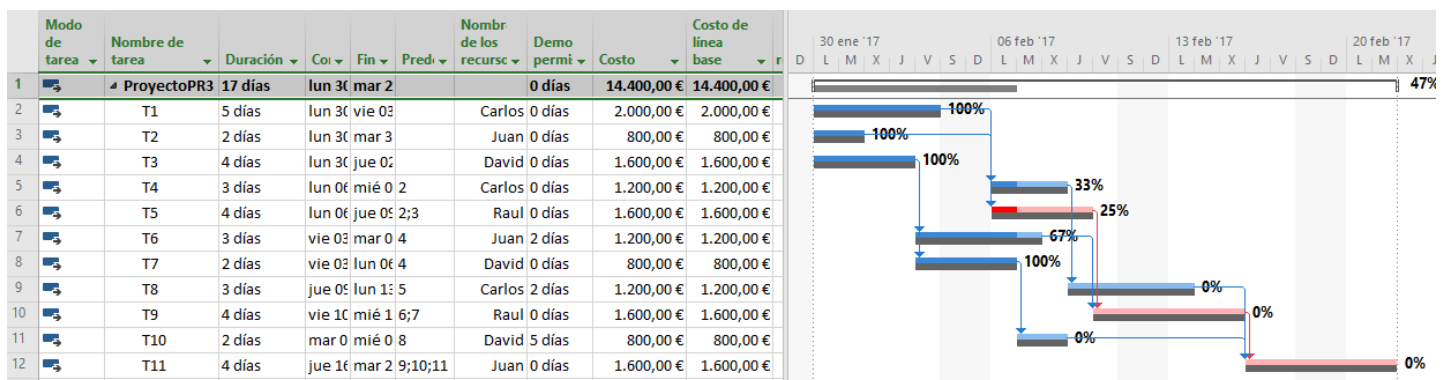 Modo de tarea Nombre de tarea Duración Co Fin Pred Nombr de los recurso Demo permi Costo Costo de línea base
30 ene '17 06 feb '17 13 feb '17 20 feb '17
D L M X J V S D L M X J V S D L M X J V S D L M X J
1 ProyectoPR3 17 días lun 30 mar 2 0 días 14.400,00 € 14.400,00 € 47%
2 T1 5 días lun 30 vie 03 Carlos 0 días 2.000,00 € 2.000,00 € 100%
3 T2 2 días lun 30 mar 3 Juan 0 días 800,00 € 800,00 € 100%
4 T3 4 días lun 30 jue 02 David 0 días 1.600,00 € 1.600,00 € 100%
5 T4 3 días lun 06 mié 0 2 Carlos 0 días 1.200,00 € 1.200,00 € 33%
6 T5 4 días lun 06 jue 09 2;3 Raul 0 días 1.600,00 € 1.600,00 € 25%
7 T6 3 días vie 03 mar 0 4 Juan 2 días 1.200,00 € 1.200,00 € 67%
8 T7 2 días vie 03 lun 06 4 David 0 días 800,00 € 800,00 € 100%
9 T8 3 días jue 09 lun 13 5 Carlos 2 días 1.200,00 € 1.200,00 € 0%
10 T9 4 días vie 10 mié 1 6;7 Raul 0 días 1.600,00 € 1.600,00 € 0%
11 T10 2 días mar 0 mié 0 8 David 5 días 800,00 € 800,00 € 0%
12 T11 4 días jue 16 mar 2 9;10;11 Juan 0 días 1.600,00 € 1.600,00 € 0%